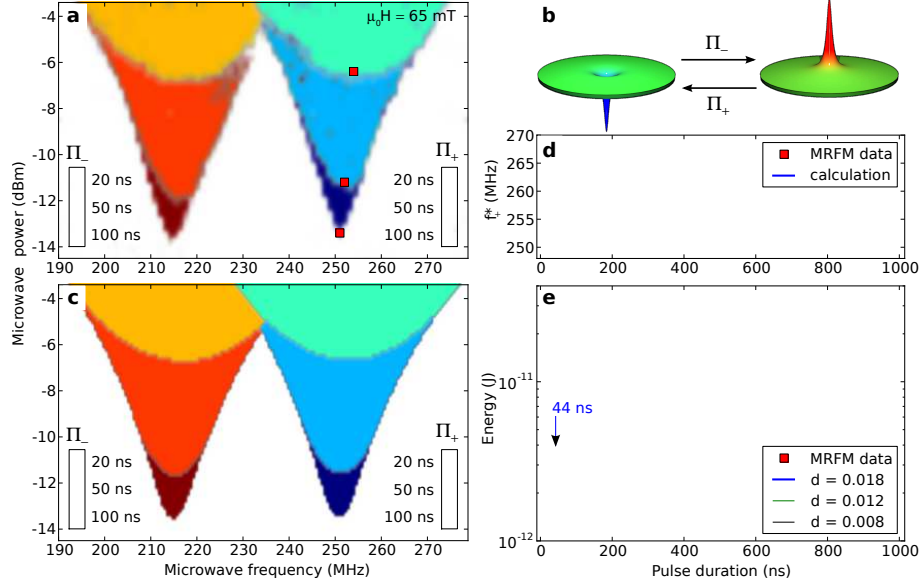 a
μ₀H = 65 mT
-4
-6
-8
-10
-12
-14
Π₋
20 ns
50 ns
100 ns
Π₊
20 ns
50 ns
100 ns
190 200 210 220 230 240 250 260 270
Microwave power (dBm)
c
-4
-6
-8
-10
-12
-14
Π₋
20 ns
50 ns
100 ns
Π₊
20 ns
50 ns
100 ns
190 200 210 220 230 240 250 260 270
Microwave frequency (MHz)
b
Π₋
Π₊
d
270
265
260
255
250
f₊* (MHz)
MRFM data
calculation
0 200 400 600 800 1000
e
10⁻¹¹
10⁻¹²
Energy (J)
44 ns
MRFM data
d = 0.018
d = 0.012
d = 0.008
0 200 400 600 800 1000
Pulse duration (ns)